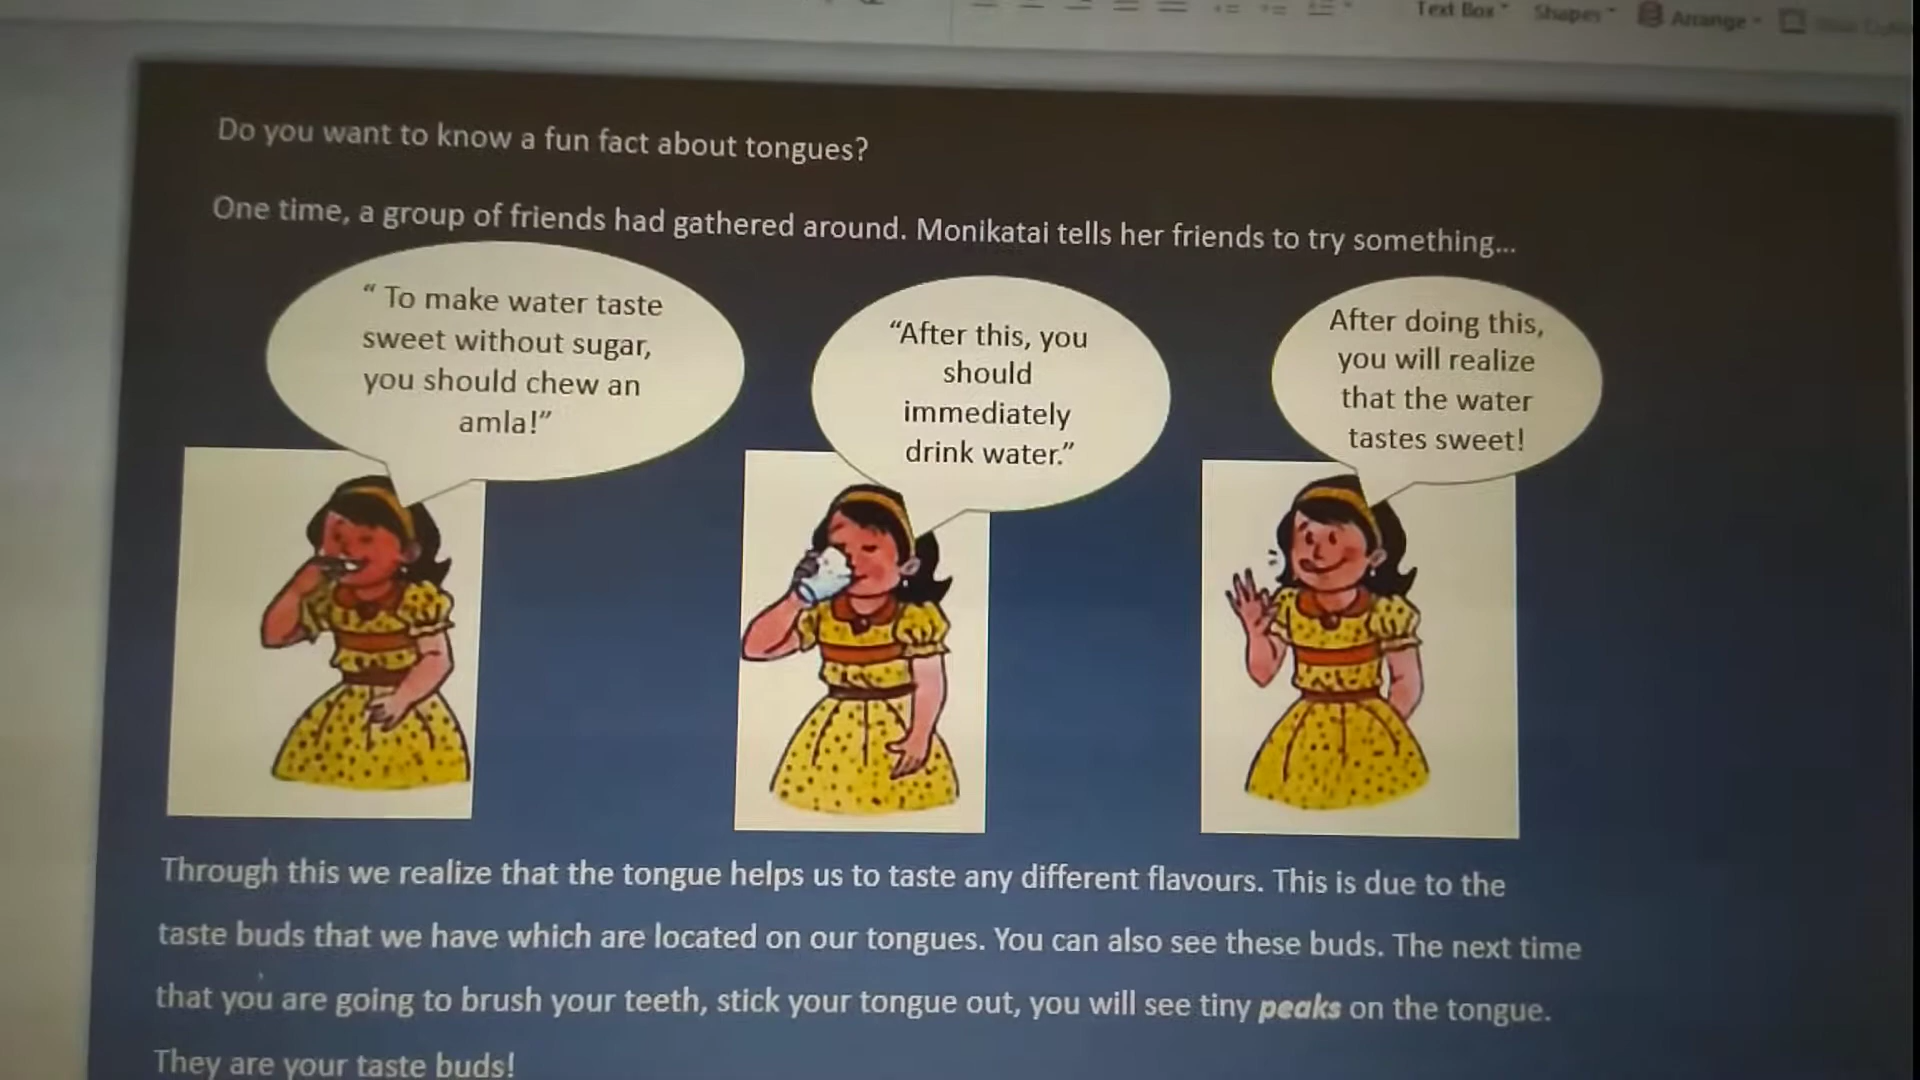 Text Box
Shapes
Arrange
Do you want to know a fun fact about tongues?
One time, a group of friends had gathered around. Monikatai tells her friends to try something...
“ To make water taste
sweet without sugar,
you should chew an
amla!”
“After this, you
should
immediately
drink water.”
After doing this,
you will realize
that the water
tastes sweet!
Through this we realize that the tongue helps us to taste any different flavours. This is due to the
taste buds that we have which are located on our tongues. You can also see these buds. The next time
that you are going to brush your teeth, stick your tongue out, you will see tiny peaks on the tongue.
They are your taste buds!